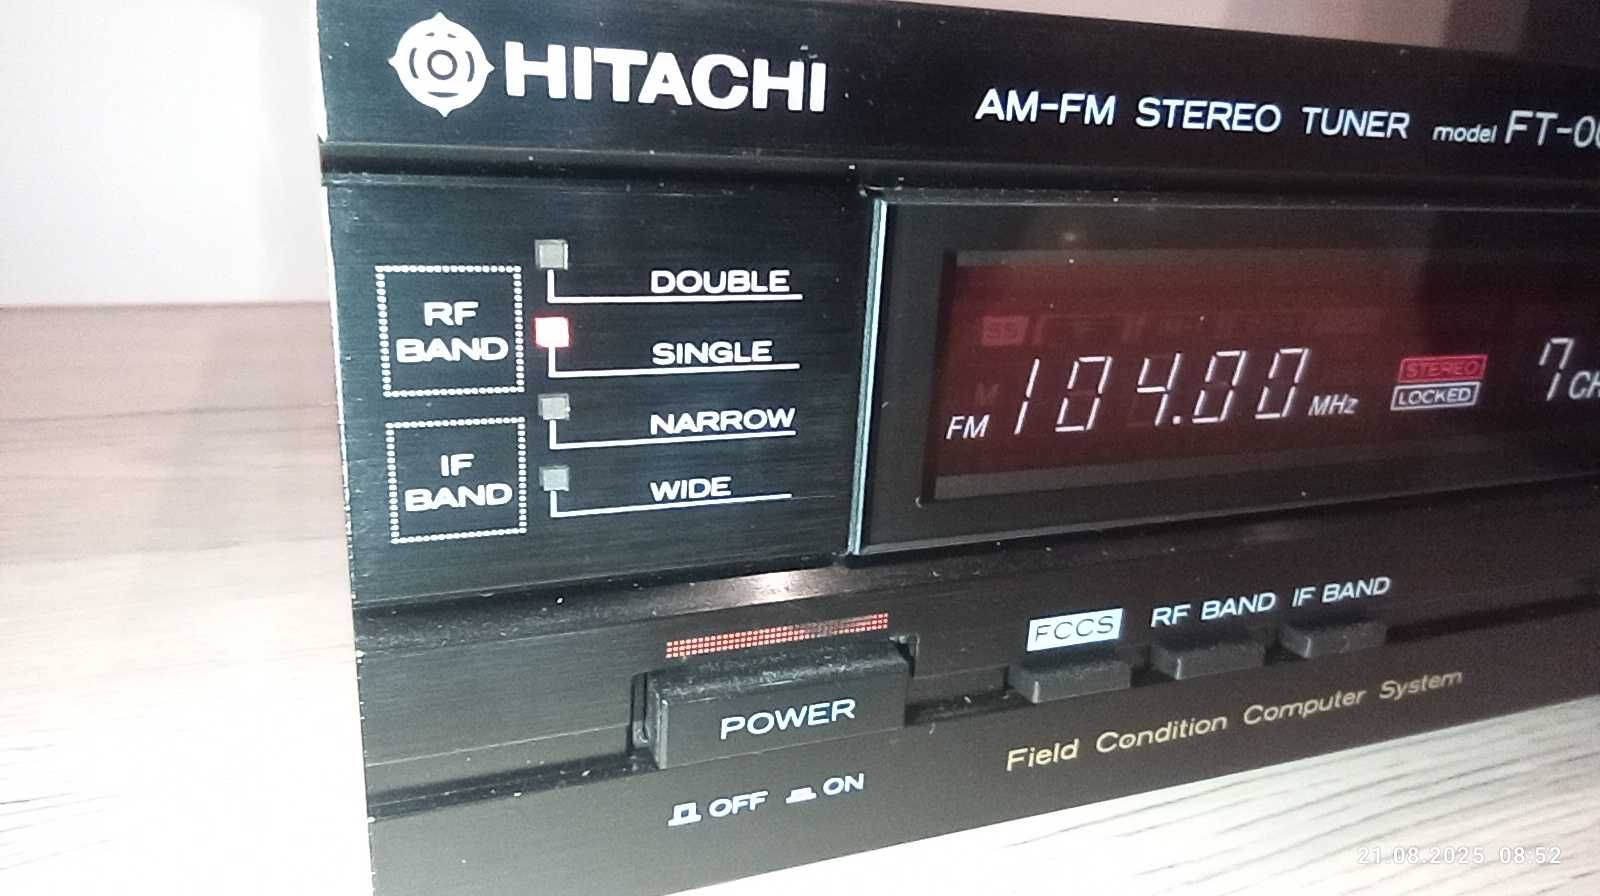 HITACHI
AM-FM STEREO TUNER model FT-00
RF
BAND
DOUBLE
SINGLE
IF
BAND
NARROW
WIDE
FM 104.00 MHz
STEREO
LOCKED
7 CH
POWER
OFF ON
FCCS RF BAND IF BAND
Field Condition Computer System
21.08.2025 08:52